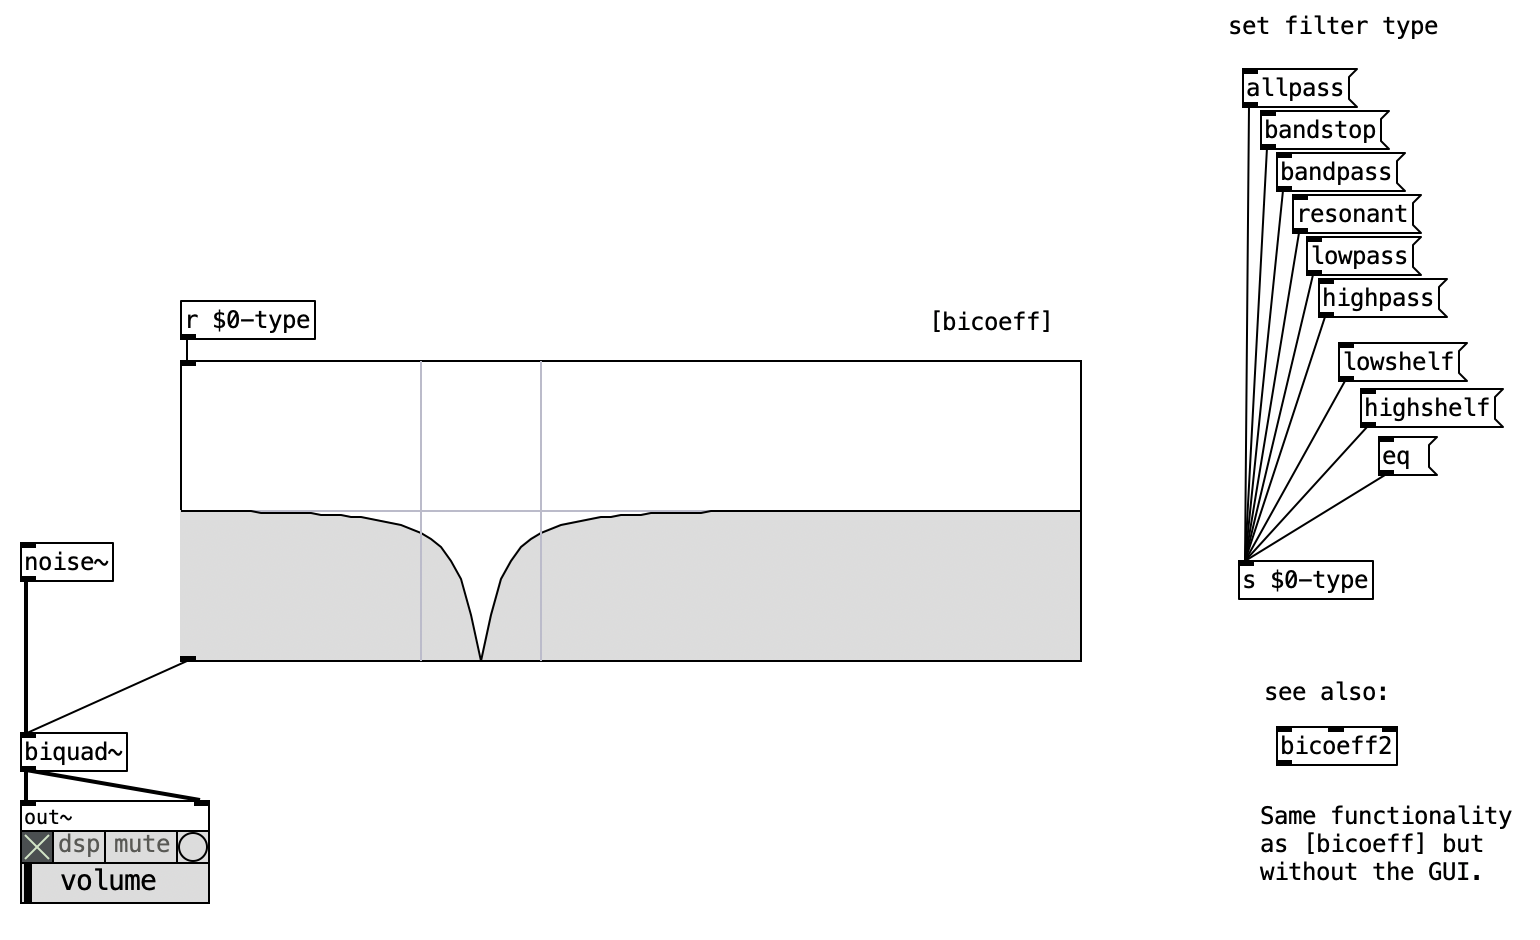 set filter type
allpass
bandstop
bandpass
resonant
lowpass
highpass
lowshelf
highshelf
eq
s $0-type
r $0-type
[bicoeff]
noise~
biquad~
out~
dsp
mute
volume
see also:
bicoeff2
Same functionality
as [bicoeff] but
without the GUI.